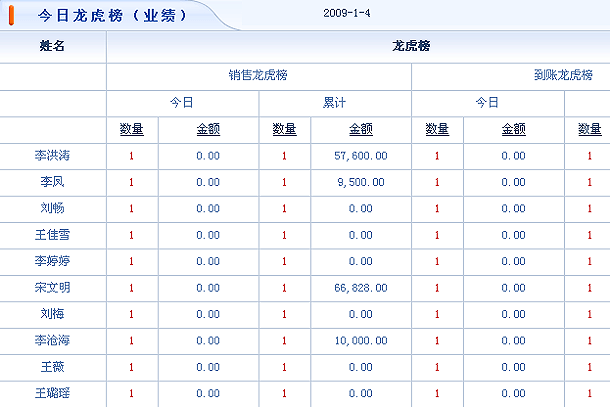 今日龙虎榜（业绩） 2009-1-4
姓名 龙虎榜
销售龙虎榜 到账龙虎榜
今日 累计 今日
数量 金额 数量 金额 数量 金额 数量
李洪涛 1 0.00 1 57,600.00 1 0.00 1
李凤 1 0.00 1 9,500.00 1 0.00 1
刘畅 1 0.00 1 0.00 1 0.00 1
王佳雪 1 0.00 1 0.00 1 0.00 1
李婷婷 1 0.00 1 0.00 1 0.00 1
宋文明 1 0.00 1 66,828.00 1 0.00 1
刘梅 1 0.00 1 0.00 1 0.00 1
李沧海 1 0.00 1 10,000.00 1 0.00 1
王薇 1 0.00 1 0.00 1 0.00 1
王璐瑶 1 0.00 1 0.00 1 0.00 1